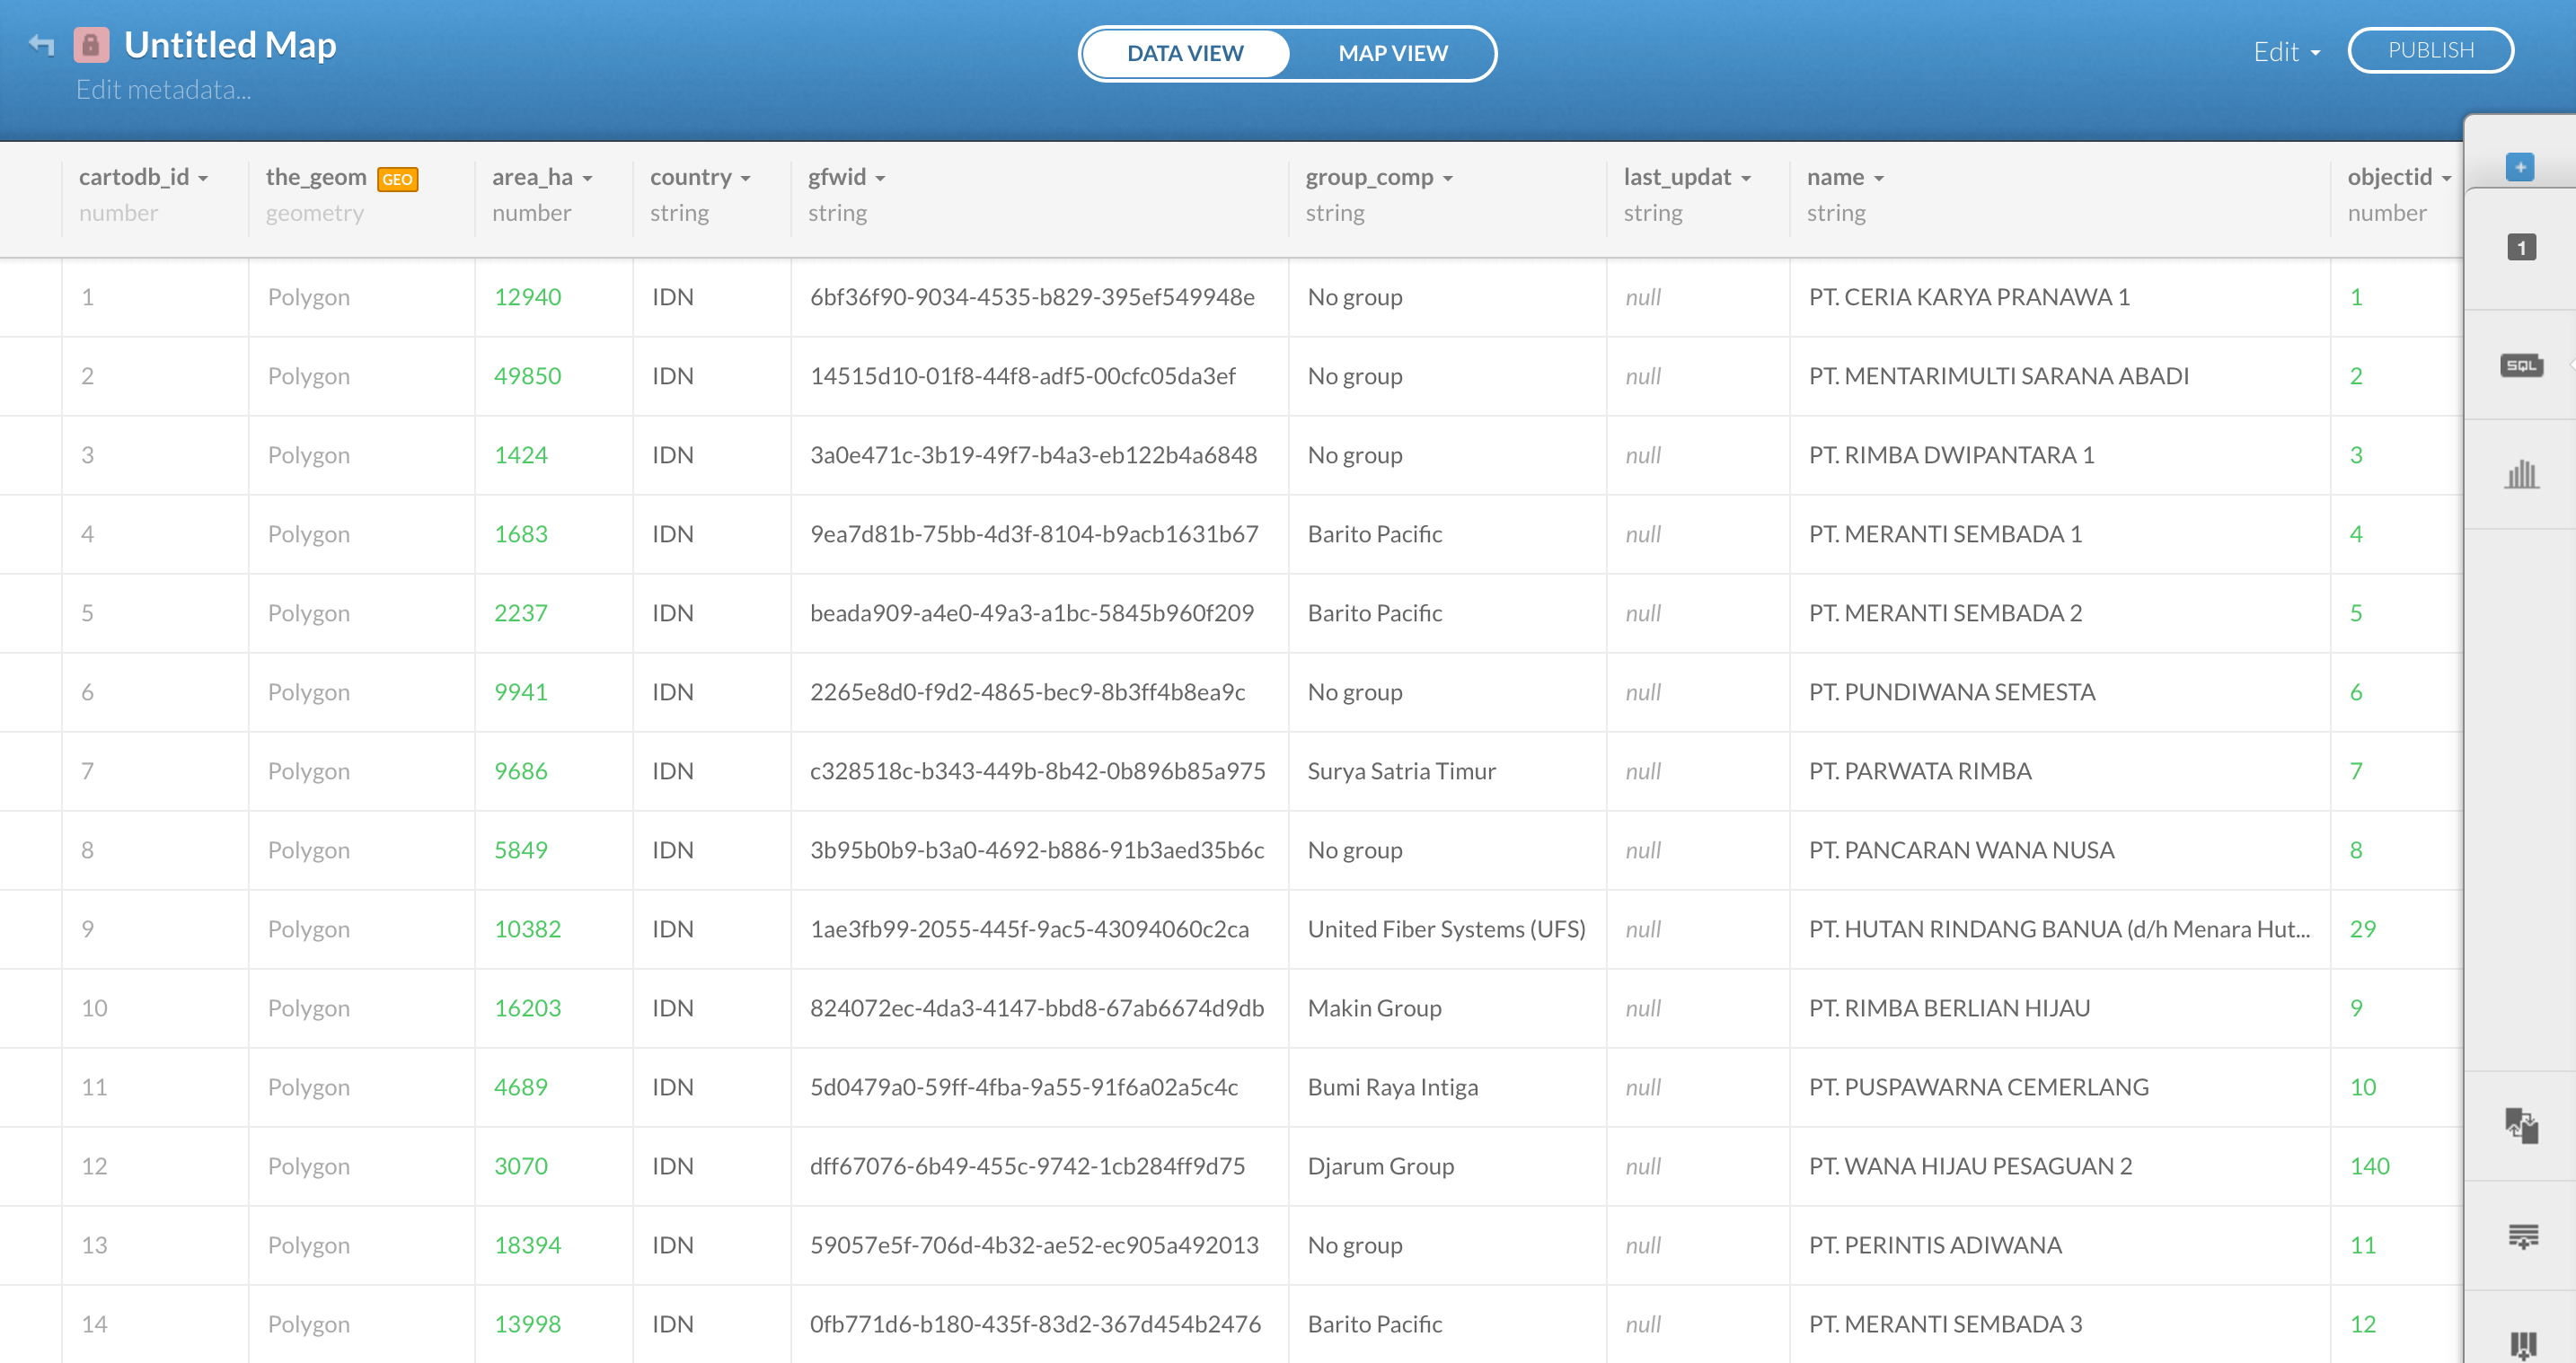 Untitled Map
Edit metadata...
DATA VIEW MAP VIEW
Edit PUBLISH
cartodb_id the_geom GEO area_ha country gfwid group_comp last_updat name objectid
number geometry number string string string string string number
1
SQL
1 Polygon 12940 IDN 6bf36f90-9034-4535-b829-395ef549948e No group null PT. CERIA KARYA PRANAWA 1 1
2 Polygon 49850 IDN 14515d10-01f8-44f8-adf5-00cfc05da3ef No group null PT. MENTARIMULTI SARANA ABADI 2
3 Polygon 1424 IDN 3a0e471c-3b19-49f7-b4a3-eb122b4a6848 No group null PT. RIMBA DWIPANTARA 1 3
4 Polygon 1683 IDN 9ea7d81b-75bb-4d3f-8104-b9acb1631b67 Barito Pacific null PT. MERANTI SEMBADA 1 4
5 Polygon 2237 IDN beada909-a4e0-49a3-a1bc-5845b960f209 Barito Pacific null PT. MERANTI SEMBADA 2 5
6 Polygon 9941 IDN 2265e8d0-f9d2-4865-bec9-8b3ff4b8ea9c No group null PT. PUNDIWANA SEMESTA 6
7 Polygon 9686 IDN c328518c-b343-449b-8b42-0b896b85a975 Surya Satria Timur null PT. PARWATA RIMBA 7
8 Polygon 5849 IDN 3b95b0b9-b3a0-4692-b886-91b3aed35b6c No group null PT. PANCARAN WANA NUSA 8
9 Polygon 10382 IDN 1ae3fb99-2055-445f-9ac5-43094060c2ca United Fiber Systems (UFS) null PT. HUTAN RINDANG BANUA (d/h Menara Hut... 29
10 Polygon 16203 IDN 824072ec-4da3-4147-bbd8-67ab6674d9db Makin Group null PT. RIMBA BERLIAN HIJAU 9
11 Polygon 4689 IDN 5d0479a0-59ff-4fba-9a55-91f6a02a5c4c Bumi Raya Intiga null PT. PUSPAWARNA CEMERLANG 10
12 Polygon 3070 IDN dff67076-6b49-455c-9742-1cb284ff9d75 Djarum Group null PT. WANA HIJAU PESAGUAN 2 140
13 Polygon 18394 IDN 59057e5f-706d-4b32-ae52-ec905a492013 No group null PT. PERINTIS ADIWANA 11
14 Polygon 13998 IDN 0fb771d6-b180-435f-83d2-367d454b2476 Barito Pacific null PT. MERANTI SEMBADA 3 12